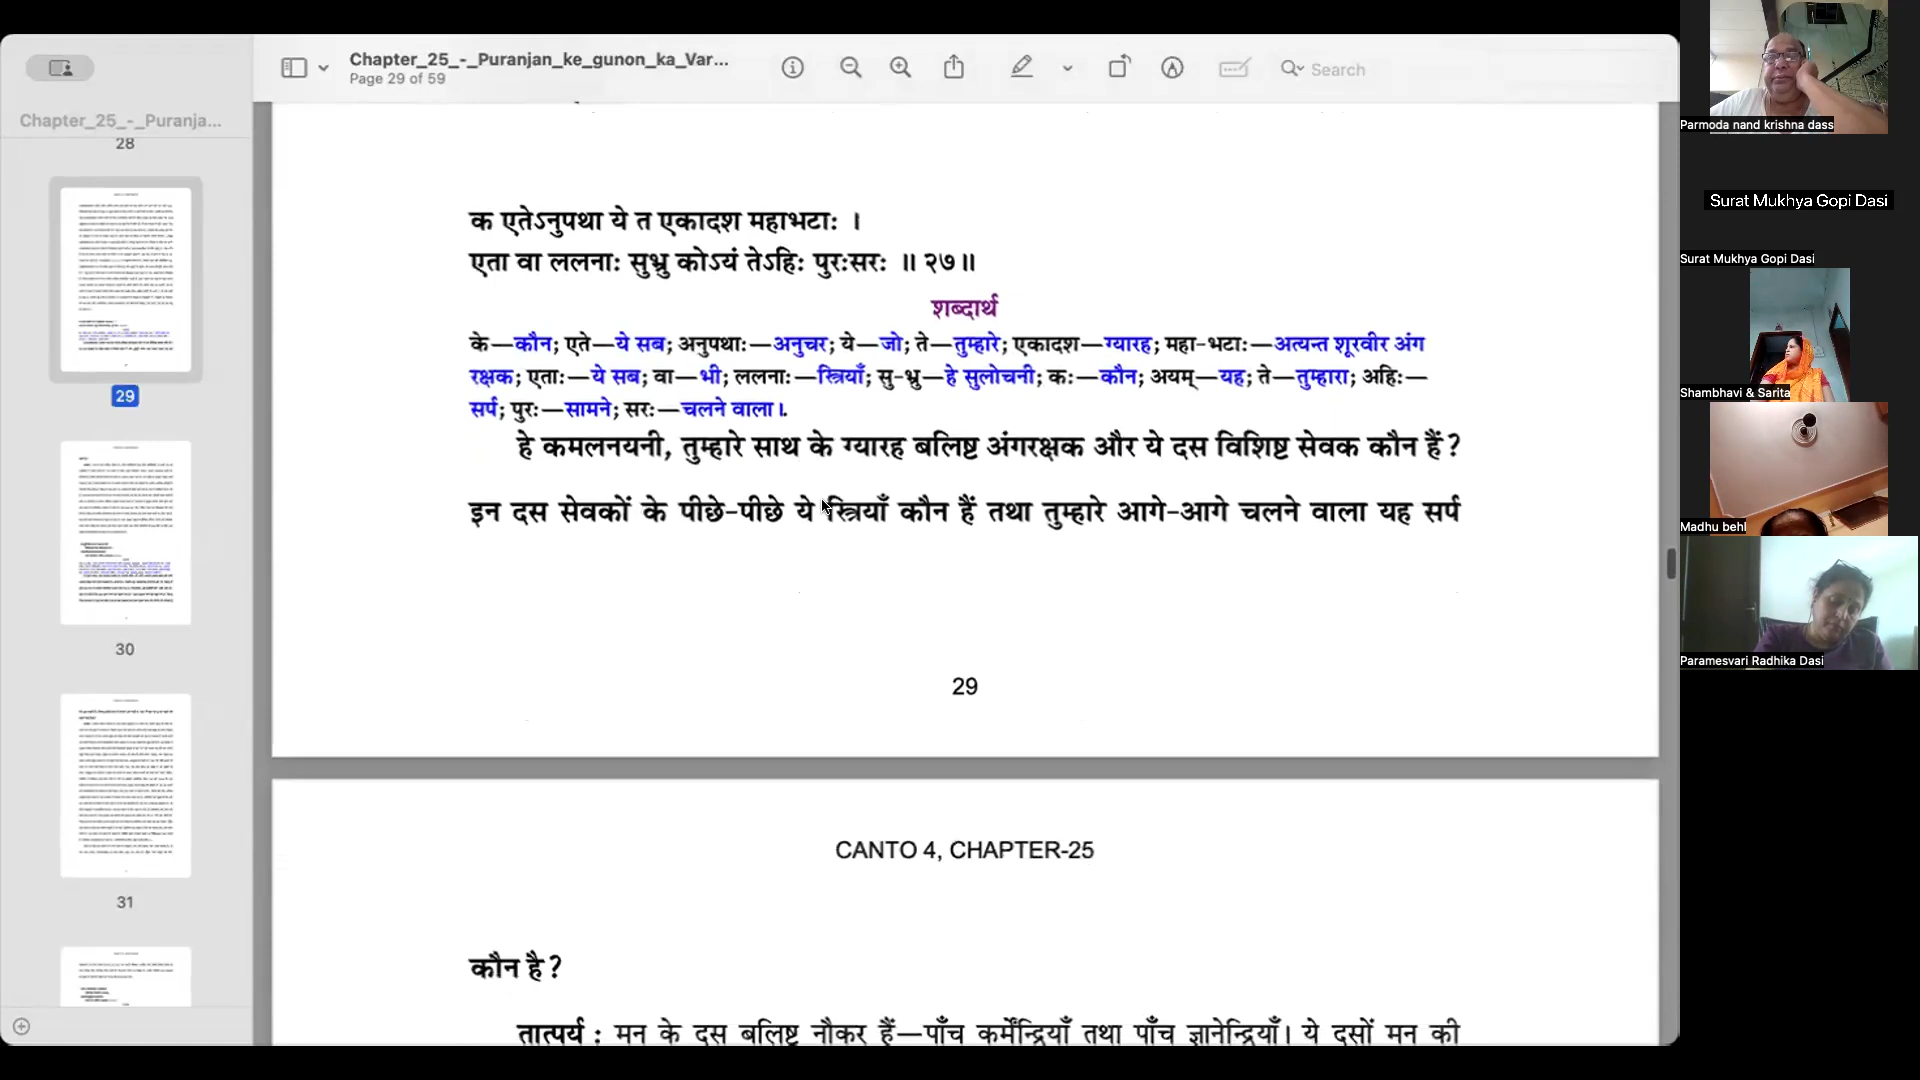 Chapter_25_-_Puranjan_ke_gunon_ka_Var...
Page 29 of 59
Search
Chapter_25_-_Puranja...
28
29
30
31
क एतेऽनुपथा ये त एकादश महाभटाः ।
एता वा ललनाः सुभ्रु कोऽयं तेऽहिः पुरःसरः ॥ २७॥
शब्दार्थ
के—कौन; एते—ये सब; अनुपथाः—अनुचर; ये—जो; ते—तुम्हारे; एकादश—ग्यारह; महा-भटाः—अत्यन्त शूरवीर अंग
रक्षक; एताः—ये सब; वा—भी; ललनाः—स्त्रियाँ; सु-भ्रु—हे सुलोचनी; कः—कौन; अयम्—यह; ते—तुम्हारा; अहिः—
सर्प; पुरः—सामने; सरः—चलने वाला।.
हे कमलनयनी, तुम्हारे साथ के ग्यारह बलिष्ट अंगरक्षक और ये दस विशिष्ट सेवक कौन हैं?
इन दस सेवकों के पीछे-पीछे ये स्त्रियाँ कौन हैं तथा तुम्हारे आगे-आगे चलने वाला यह सर्प
29
CANTO 4, CHAPTER-25
कौन है?
तात्पर्य : मन के दस बलिष्ट नौकर हैं—पाँच कर्मेन्द्रियाँ तथा पाँच ज्ञानेन्द्रियाँ। ये दसों मन की
Parmoda nand krishna dass
Surat Mukhya Gopi Dasi
Surat Mukhya Gopi Dasi
Shambhavi & Sarita
Madhu behl
Paramesvari Radhika Dasi